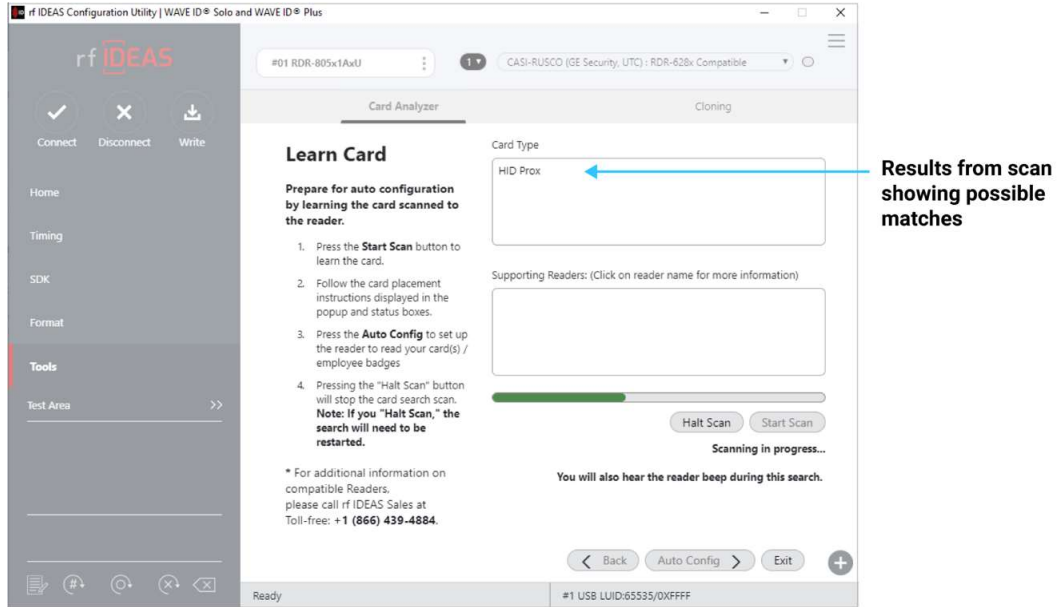 rf IDEAS Configuration Utility | WAVE ID® Solo and WAVE ID® Plus
rf IDEAS
Connect
Disconnect
Write
Home
Timing
SDK
Format
Tools
Test Area >>
#01 RDR-805x1AxU
1
CASI-RUSCO (GE Security, UTC) : RDR-628x Compatible
Card Analyzer
Cloning
Learn Card
Prepare for auto configuration
by learning the card scanned to
the reader.
1. Press the Start Scan button to
learn the card.
2. Follow the card placement
instructions displayed in the
popup and status boxes.
3. Press the Auto Config to set up
the reader to read your card(s) /
employee badges
4. Pressing the "Halt Scan" button
will stop the card search scan.
Note: If you "Halt Scan," the
search will need to be
restarted.
* For additional information on
compatible Readers,
please call rf IDEAS Sales at
Toll-free: +1 (866) 439-4884.
Card Type
HID Prox
Supporting Readers: (Click on reader name for more information)
Halt Scan
Start Scan
Scanning in progress...
You will also hear the reader beep during this search.
Back
Auto Config
Exit
Ready
#1 USB LUID:65535/0XFFFF
Results from scan
showing possible
matches